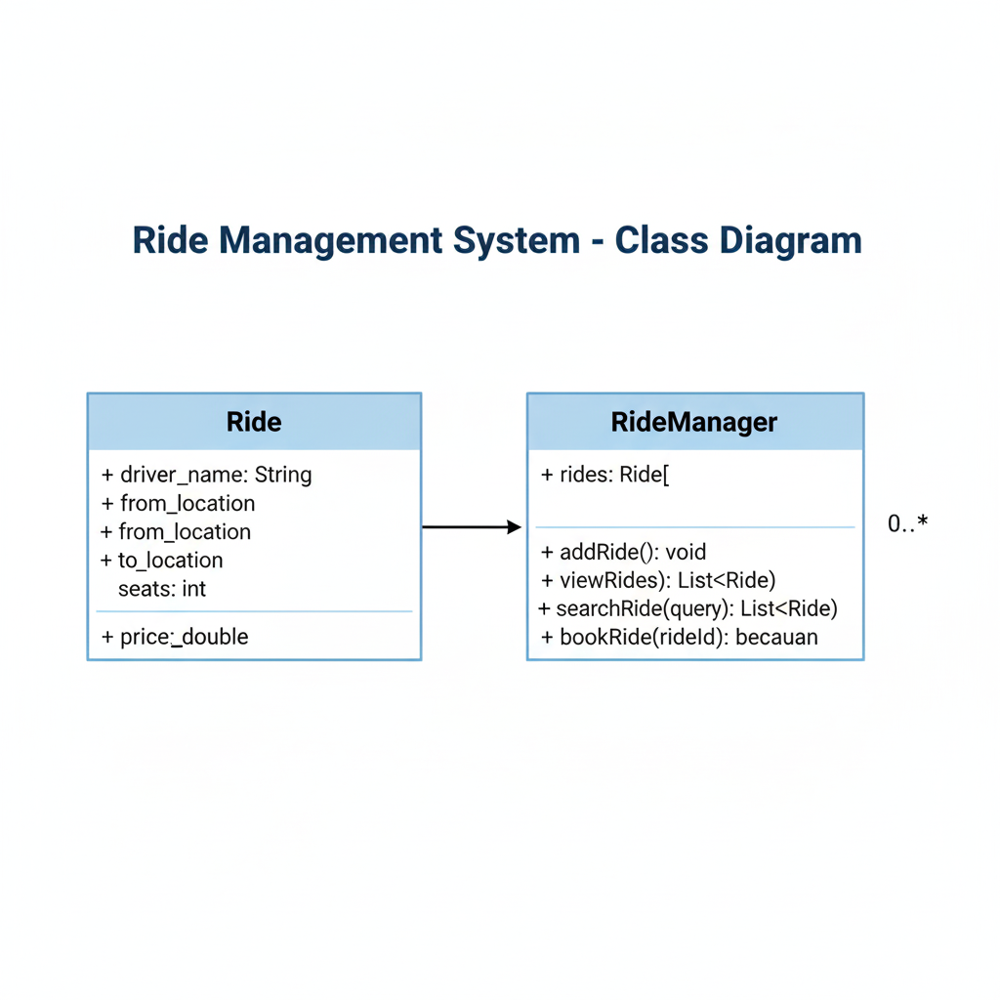 Ride Management System - Class Diagram
Ride
+ driver_name: String
+ from_location
+ from_location
+ to_location
seats: int
+ price:_double
RideManager
+ rides: Ride[
+ addRide(): void
+ viewRides): List<Ride)
+ searchRide(query): List<Ride)
+ bookRide(rideId): becauan
0..*